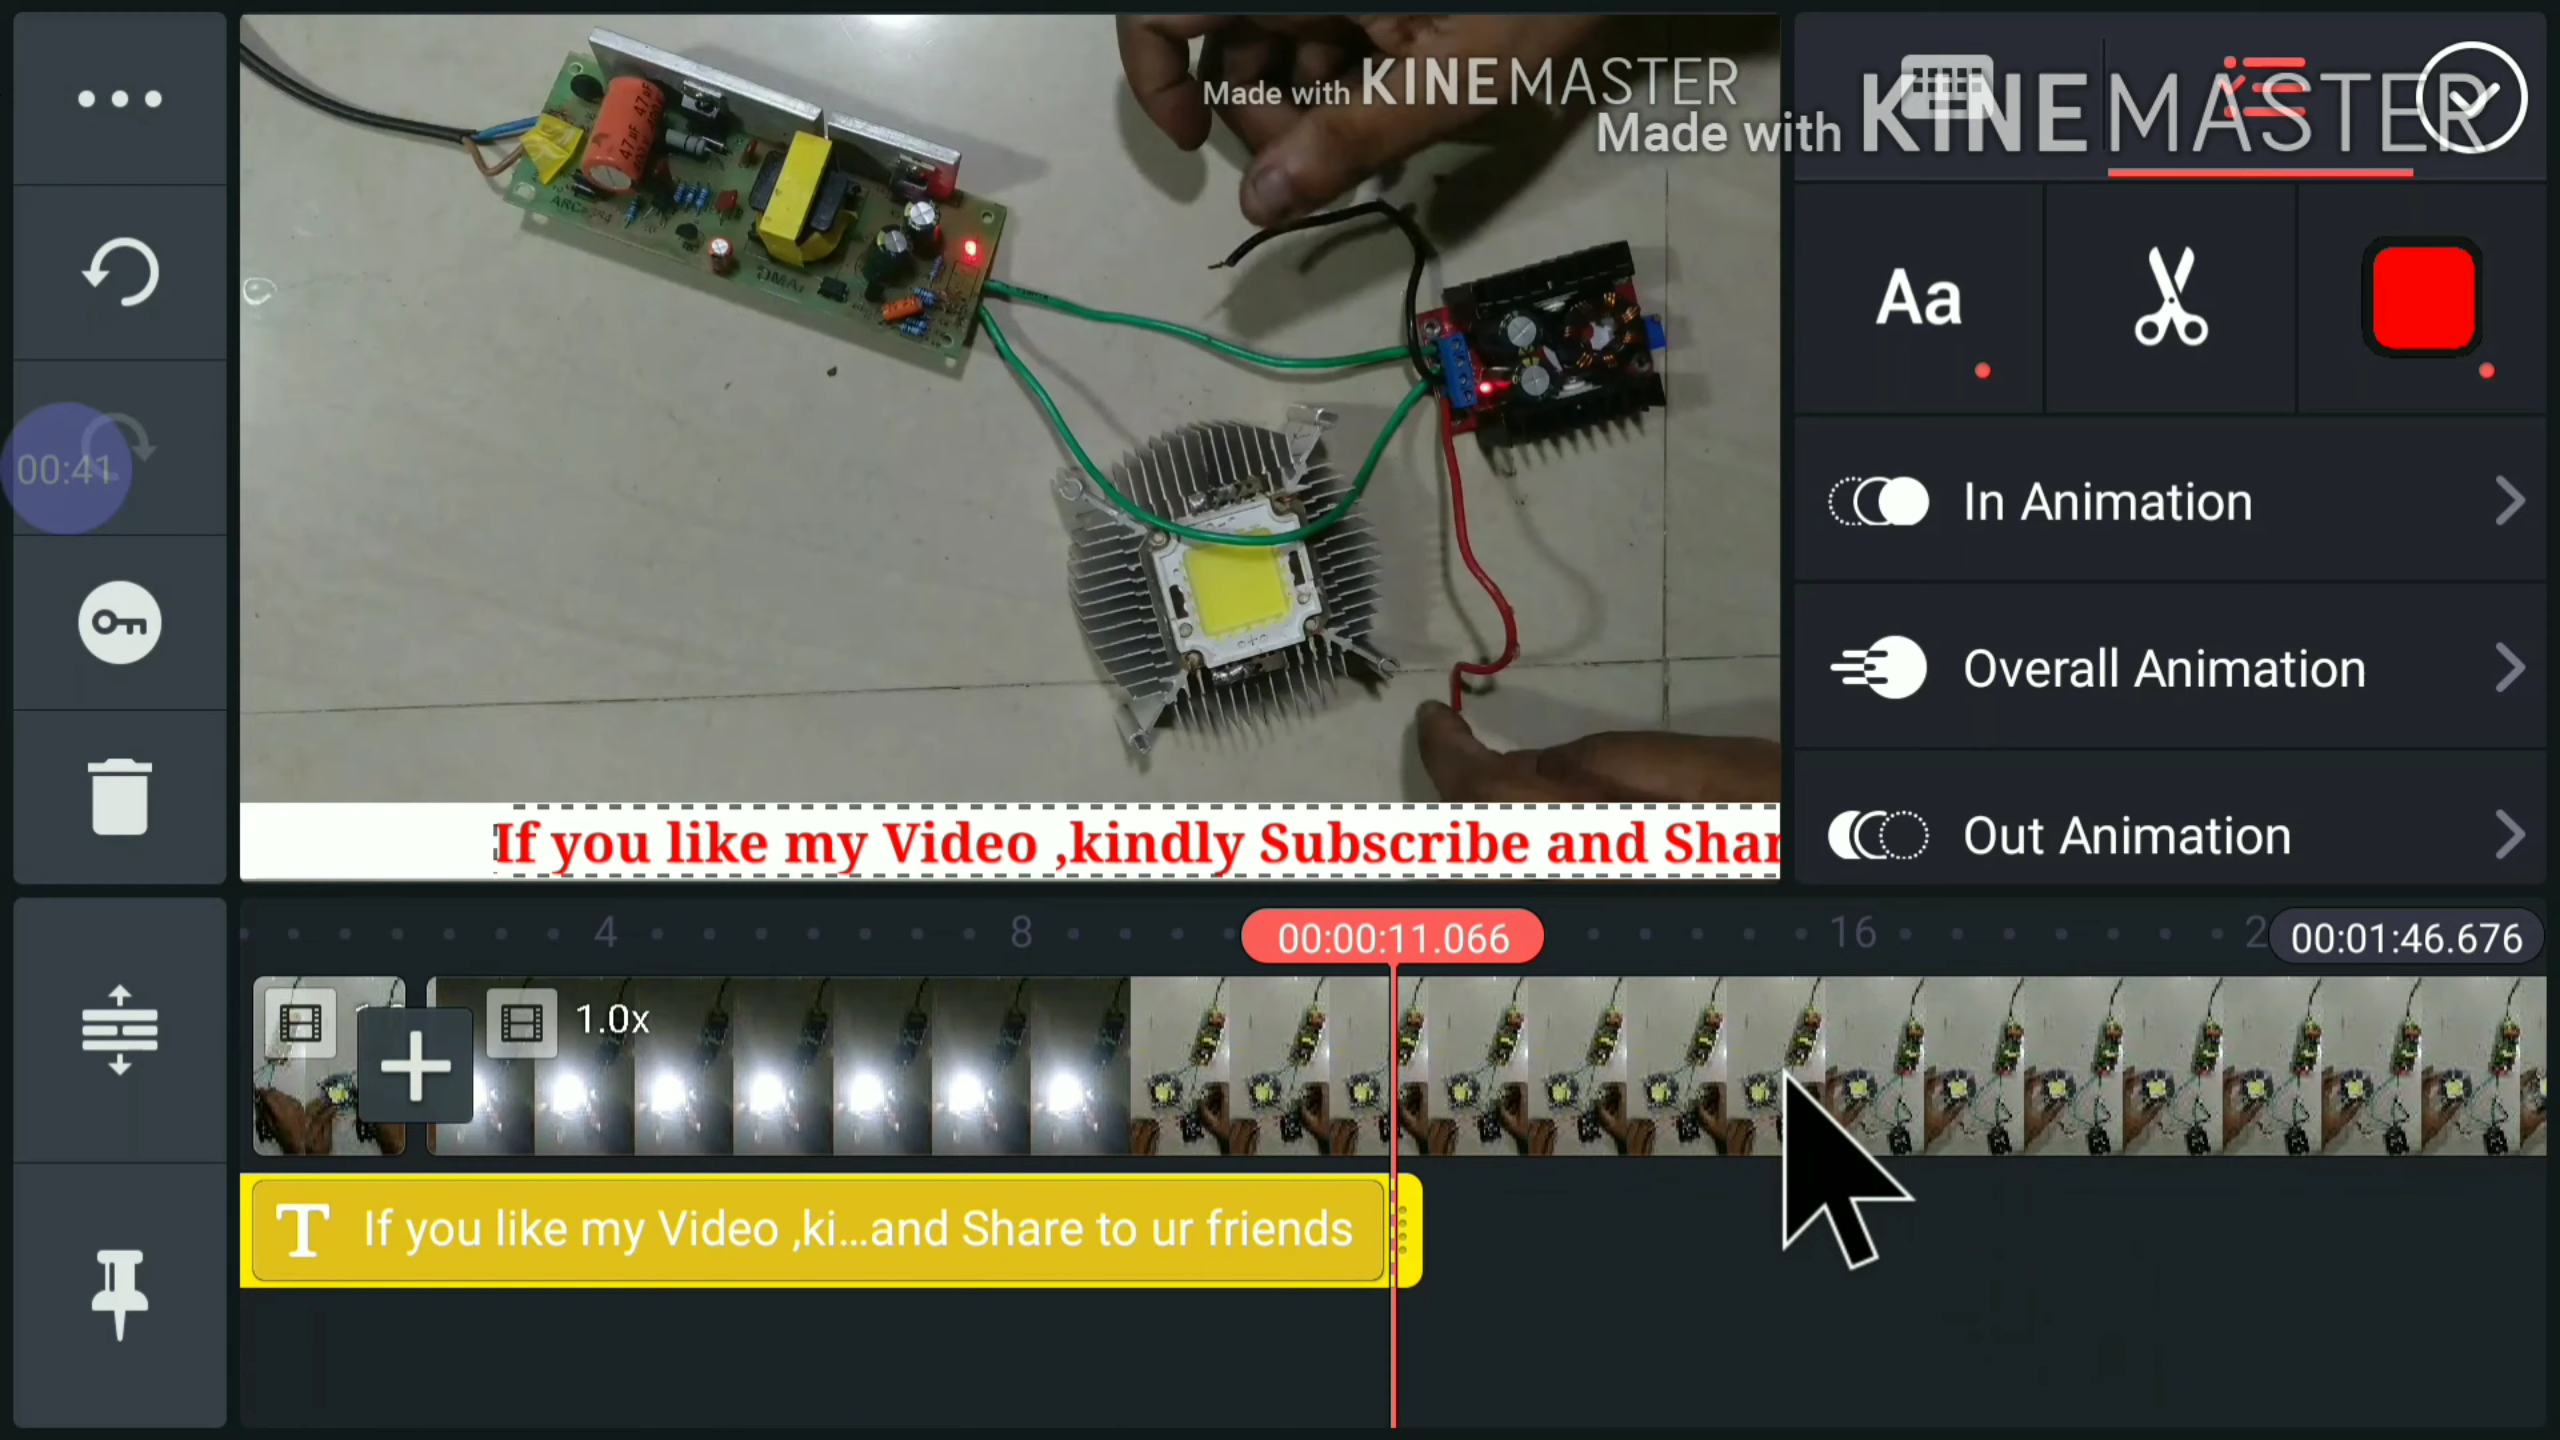 Made with KINEMASTER
Made with KINEMASTER
Aa
00:41
In Animation
Overall Animation
Out Animation
If you like my Video ,kindly Subscribe and Shar
4
8
00:00:11.066
16
2
00:01:46.676
1.0x
T If you like my Video ,ki...and Share to ur friends